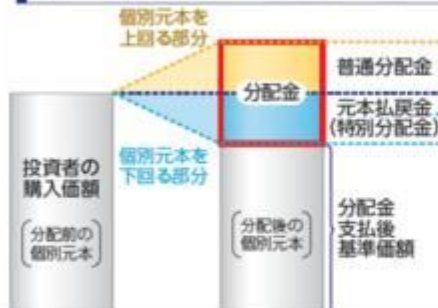 個別元本を
上回る部分
普通分配金
分配金
元本払戻金
(特別分配金)
投資者の
購入価額
(分配前の
個別元本)
個別元本を
下回る部分
(分配後の
個別元本)
分配金
支払後
基準価額